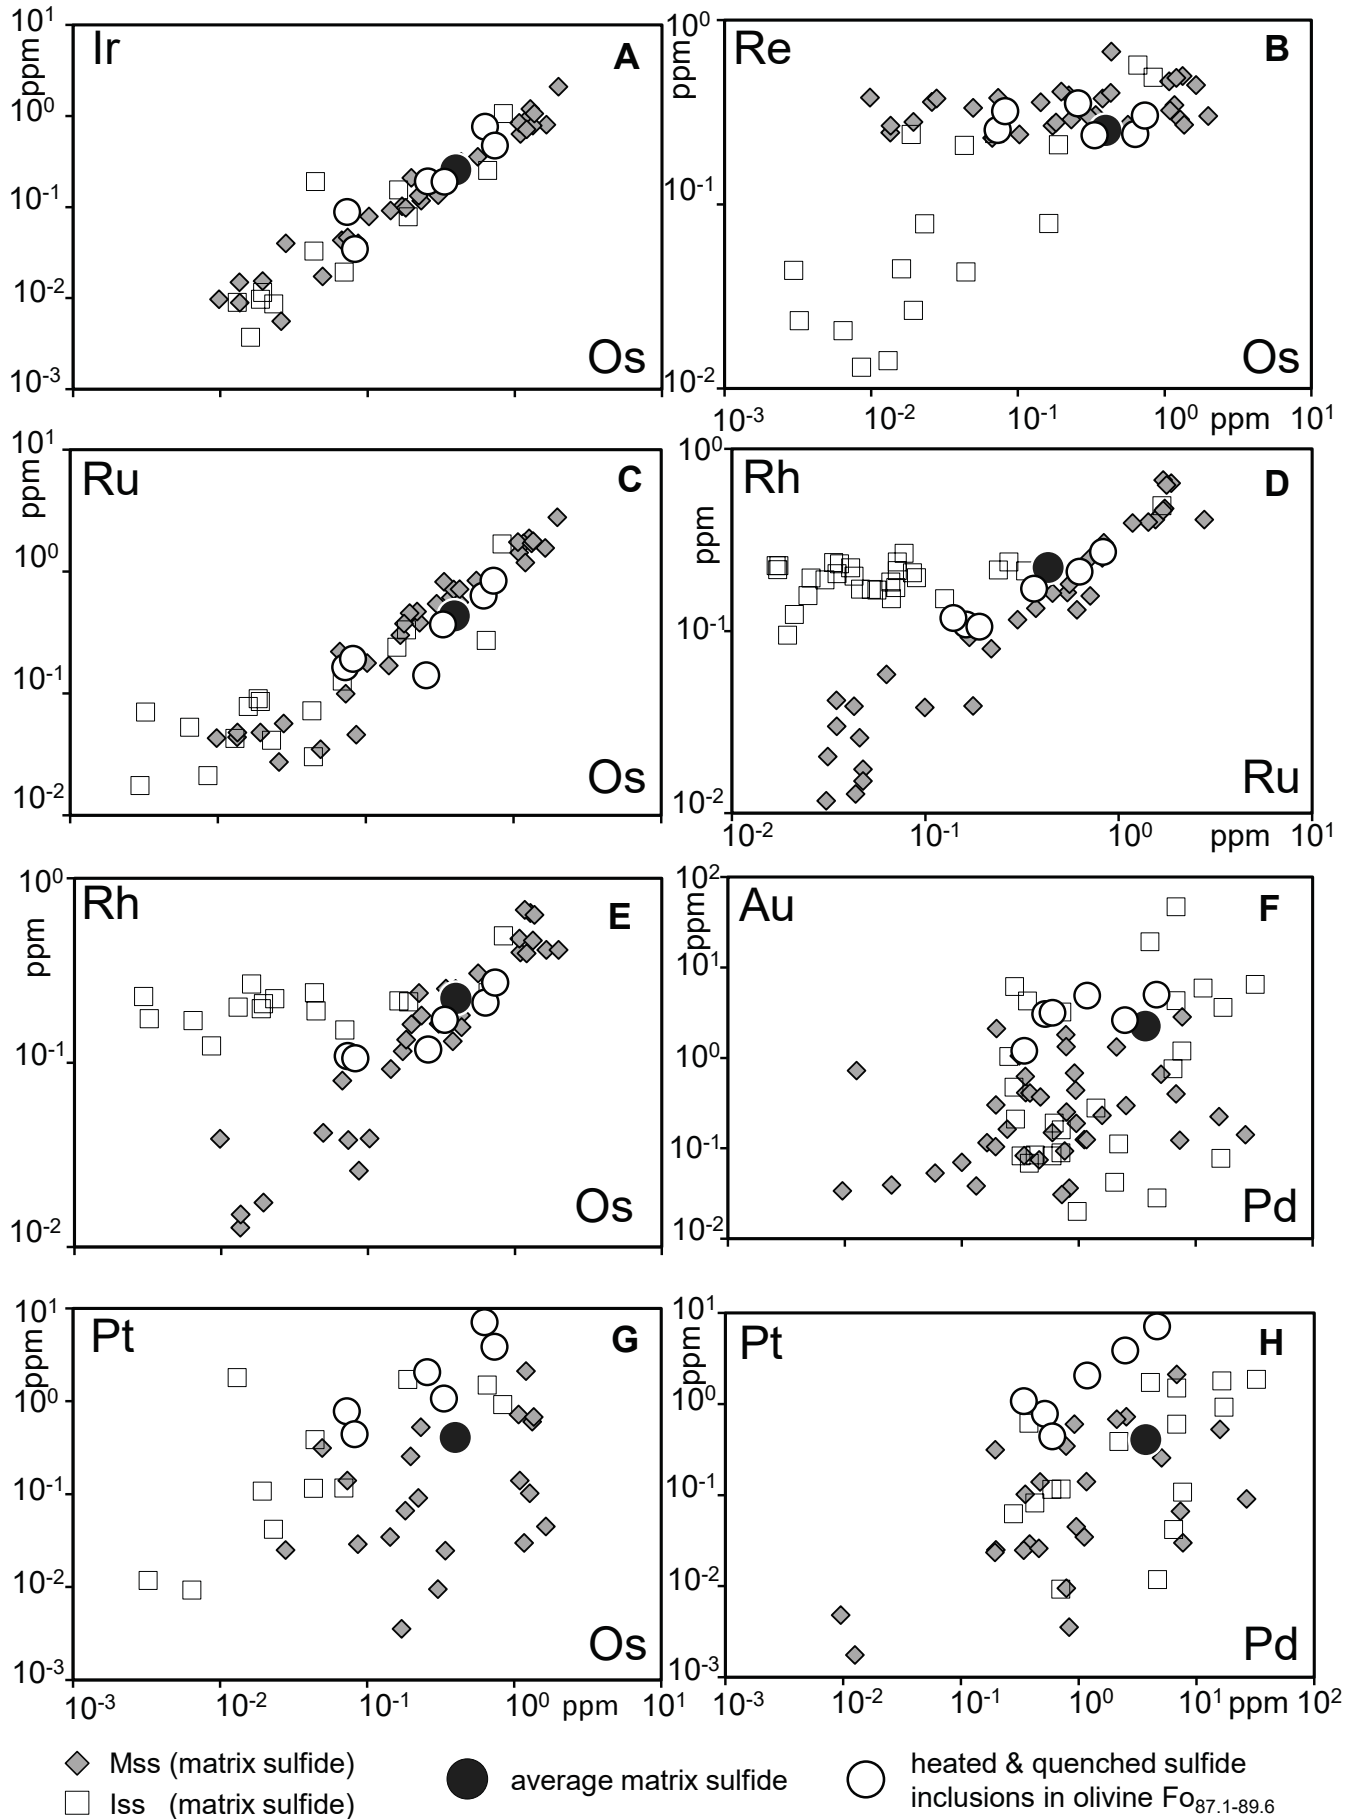 10¹
ppm
Ir
A
10⁰
10⁻¹
10⁻²
10⁻³
Os
10⁰
ppm
Re
B
10⁻¹
10⁻²
Os
10⁻³ 10⁻² 10⁻¹ 10⁰ ppm 10¹
10¹
ppm
Ru
C
10⁰
10⁻¹
10⁻²
Os
10⁰
ppm
Rh
D
10⁻¹
10⁻²
Ru
10⁻² 10⁻¹ 10⁰ ppm 10¹
10⁰
ppm
Rh
E
10⁻¹
10⁻²
Os
10²
ppm
Au
F
10¹
10⁰
10⁻¹
10⁻²
Pd
10¹
ppm
Pt
G
10⁰
10⁻¹
10⁻²
10⁻³
Os
10⁻³ 10⁻² 10⁻¹ 10⁰ ppm 10¹
10¹
ppm
Pt
H
10⁰
10⁻¹
10⁻²
10⁻³
Pd
10⁻³ 10⁻² 10⁻¹ 10⁰ 10¹ ppm 10²
Mss (matrix sulfide)
Iss (matrix sulfide)
average matrix sulfide
heated & quenched sulfide
inclusions in olivine Fo87.1-89.6